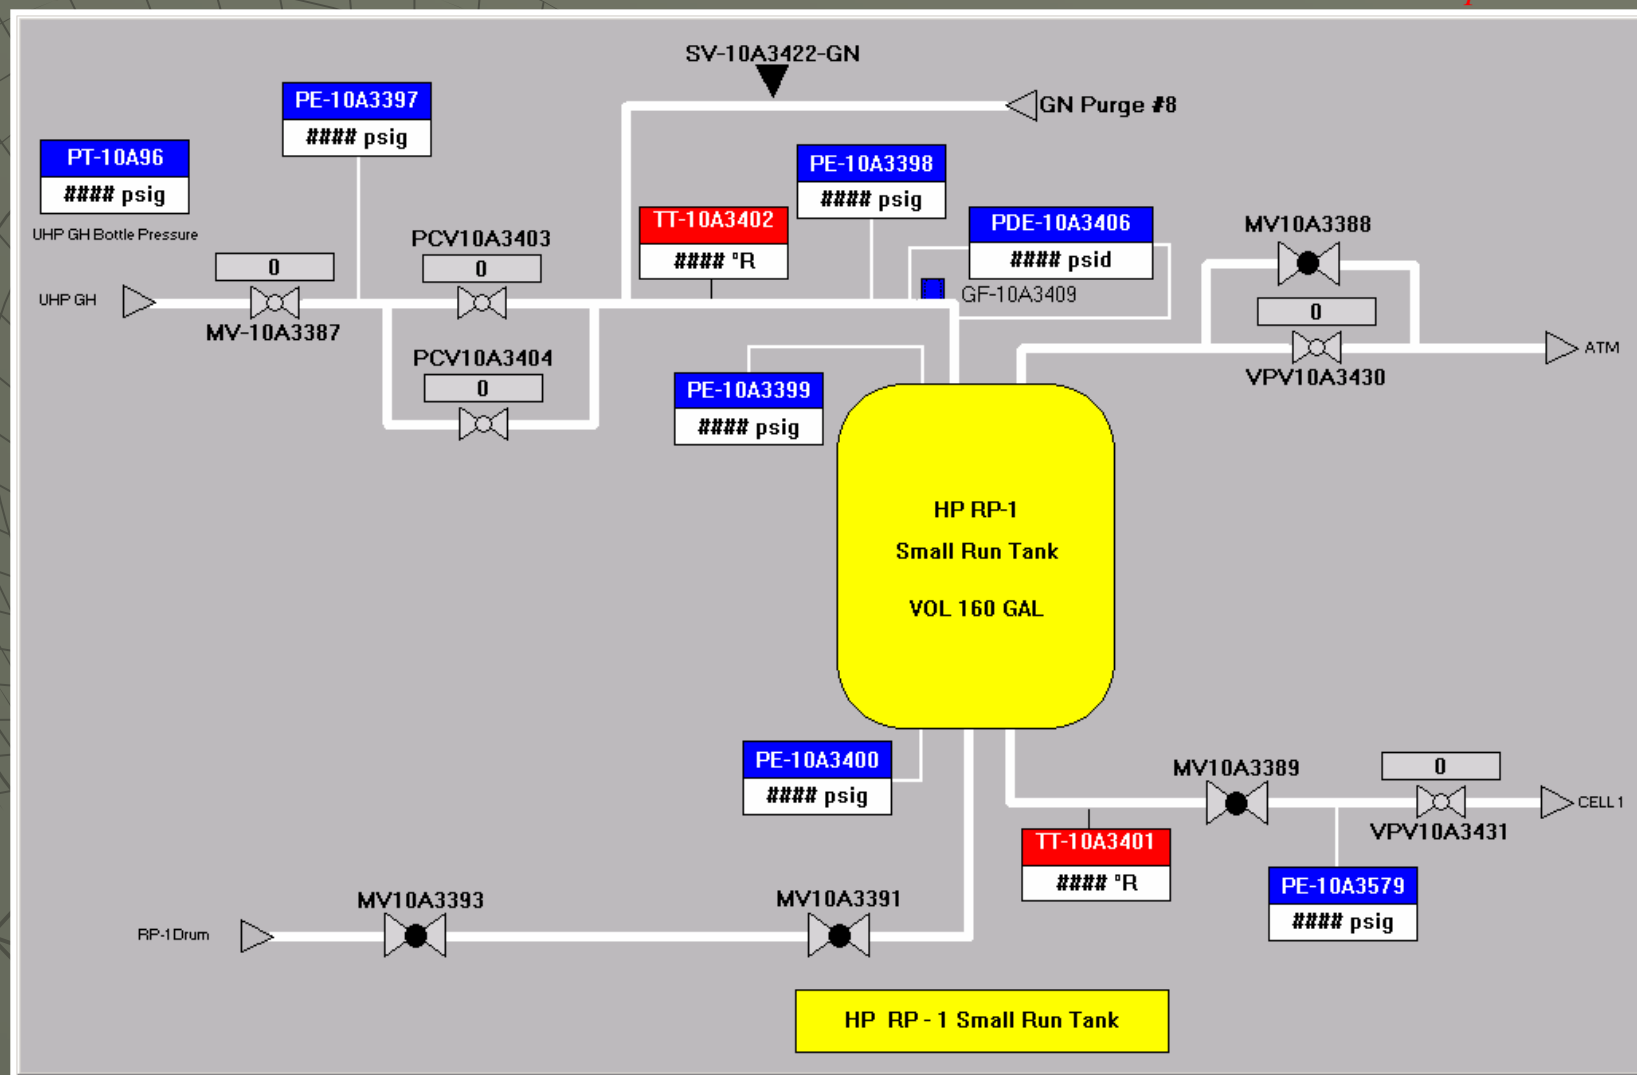 SV-10A3422-GN
GN Purge #8
PE-10A3397
#### psig
PT-10A96
#### psig
UHP GH Bottle Pressure
PE-10A3398
#### psig
TT-10A3402
#### °R
PDE-10A3406
#### psid
GF-10A3409
MV10A3388
0
VPV10A3430
ATM
PCV10A3403
0
0
UHP GH
MV-10A3387
PCV10A3404
0
PE-10A3399
#### psig
HP RP-1
Small Run Tank
VOL 160 GAL
PE-10A3400
#### psig
MV10A3389
0
CELL 1
VPV10A3431
TT-10A3401
#### °R
PE-10A3579
#### psig
MV10A3393
MV10A3391
RP-1Drum
HP RP - 1 Small Run Tank